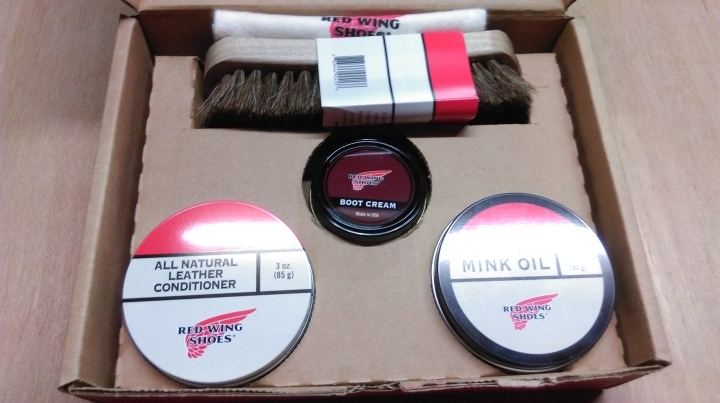 RED WING
SHOES
RED WING
SHOES
BOOT CREAM
Made in USA
ALL NATURAL
LEATHER
CONDITIONER
3 oz.
(85 g)
RED WING
SHOES®
MINK OIL
RED WING
SHOES®